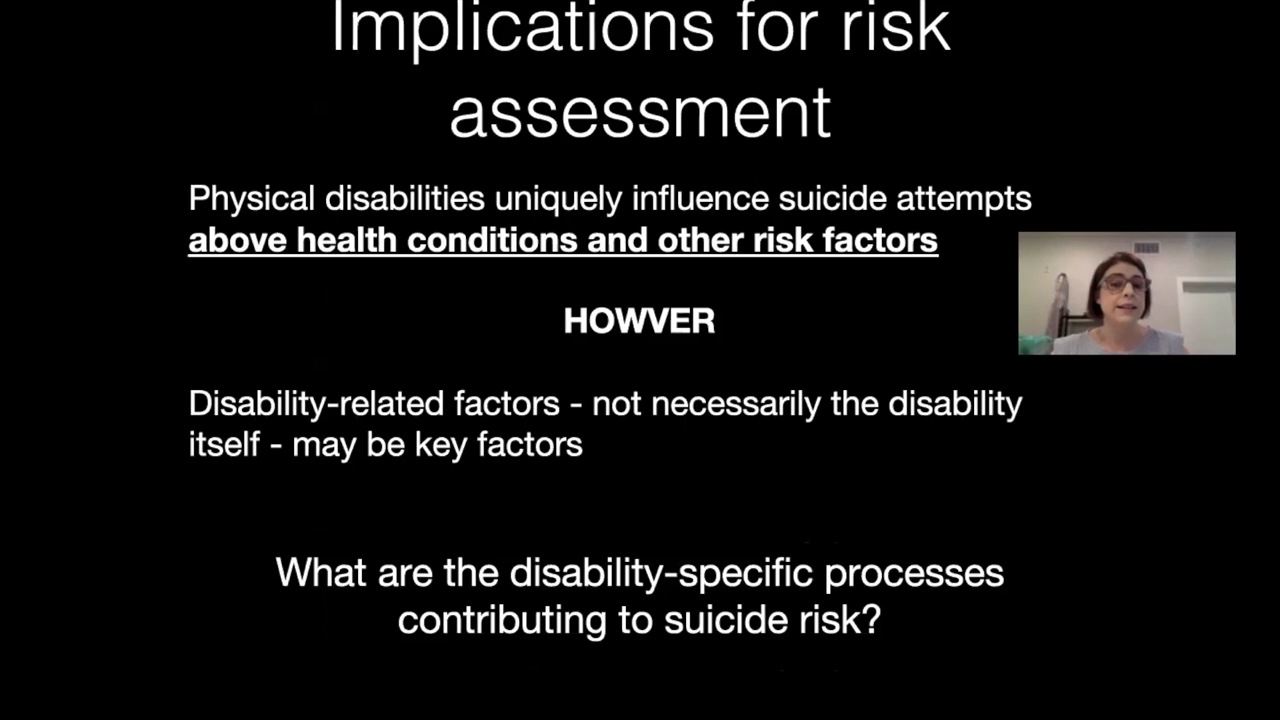 Implications for risk
assessment
Physical disabilities uniquely influence suicide attempts
above health conditions and other risk factors
HOWVER
Disability-related factors - not necessarily the disability
itself - may be key factors
What are the disability-specific processes
contributing to suicide risk?